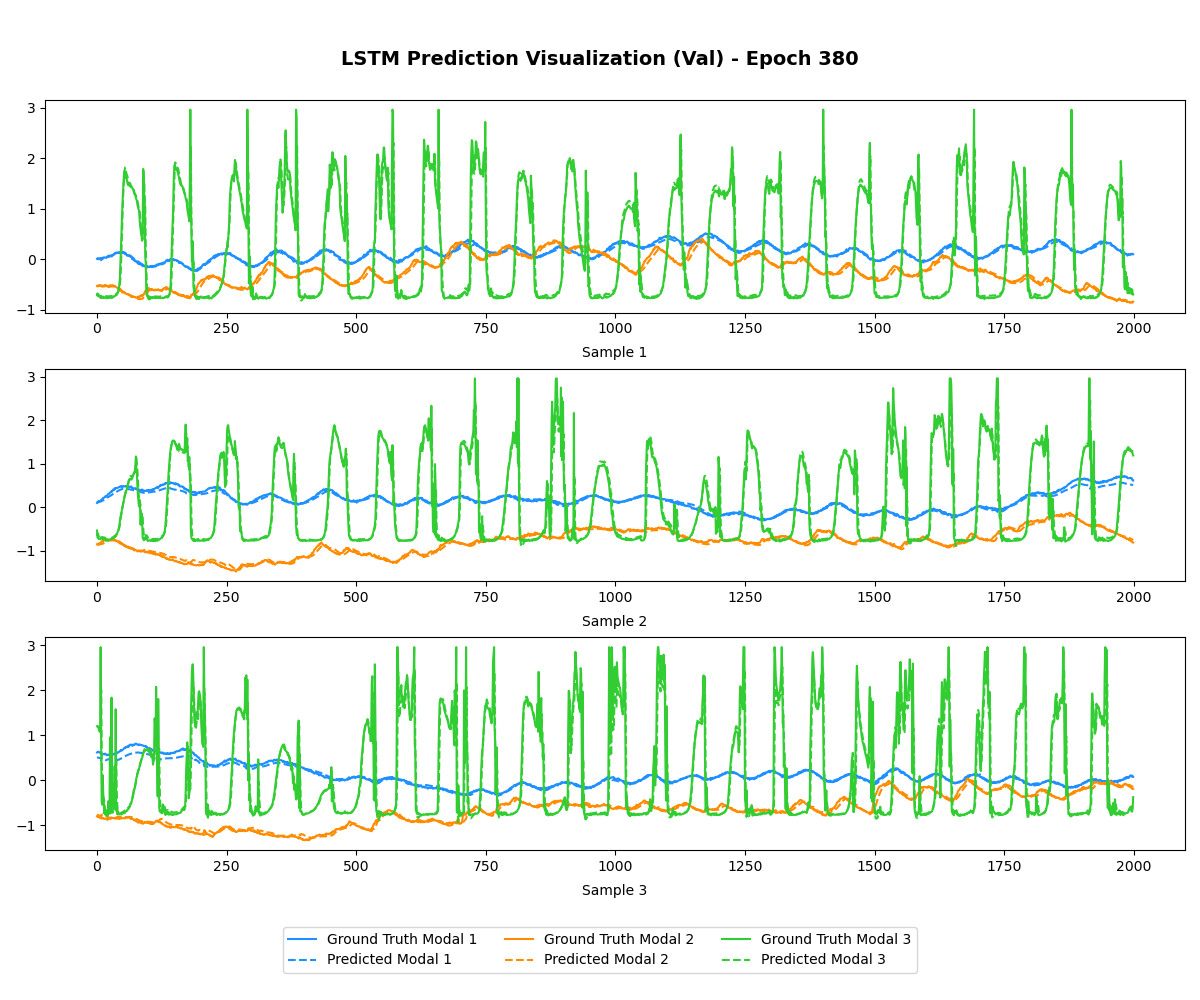 LSTM Prediction Visualization (Val) - Epoch 380
3
2
1
0
−1
0 250 500 750 1000 1250 1500 1750 2000
Sample 1
3
2
1
0
−1
0 250 500 750 1000 1250 1500 1750 2000
Sample 2
3
2
1
0
−1
0 250 500 750 1000 1250 1500 1750 2000
Sample 3
Ground Truth Modal 1 Ground Truth Modal 2 Ground Truth Modal 3
Predicted Modal 1 Predicted Modal 2 Predicted Modal 3